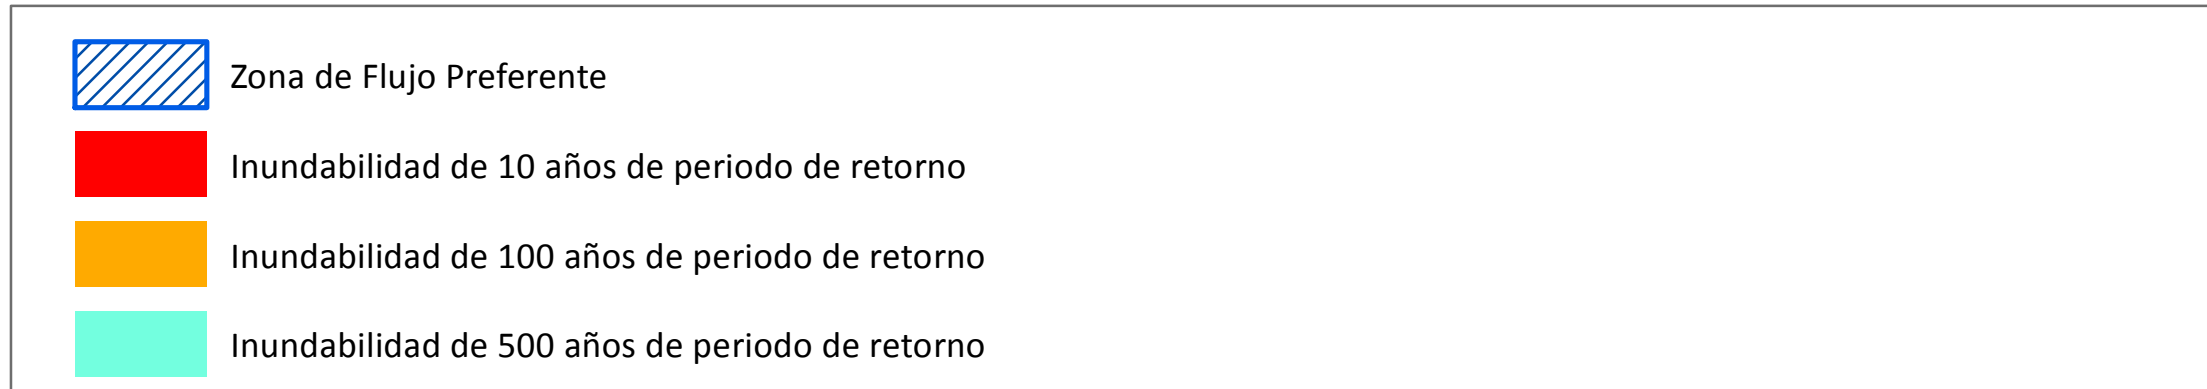 Zona de Flujo Preferente
Inundabilidad de 10 años de periodo de retorno
Inundabilidad de 100 años de periodo de retorno
Inundabilidad de 500 años de periodo de retorno